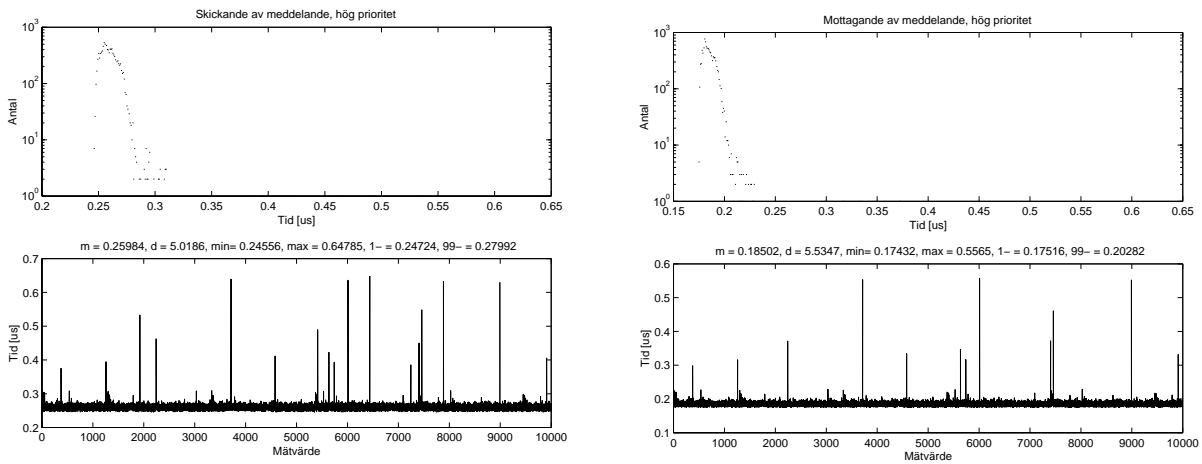 Skickande av meddelande, hög prioritet
10^3
10^2
10^1
10^0
Antal
0.2 0.25 0.3 0.35 0.4 0.45 0.5 0.55 0.6 0.65
Tid [us]
m = 0.25984, d = 5.0186, min= 0.24556, max = 0.64785, 1− = 0.24724, 99− = 0.27992
0.7
0.6
0.5
0.4
0.3
0.2
Tid [us]
0 1000 2000 3000 4000 5000 6000 7000 8000 9000 10000
Mätvärde
Mottagande av meddelande, hög prioritet
10^3
10^2
10^1
10^0
Antal
0.15 0.2 0.25 0.3 0.35 0.4 0.45 0.5 0.55 0.6 0.65
Tid [us]
m = 0.18502, d = 5.5347, min= 0.17432, max = 0.5565, 1− = 0.17516, 99− = 0.20282
0.6
0.5
0.4
0.3
0.2
0.1
Tid [us]
0 1000 2000 3000 4000 5000 6000 7000 8000 9000 10000
Mätvärde